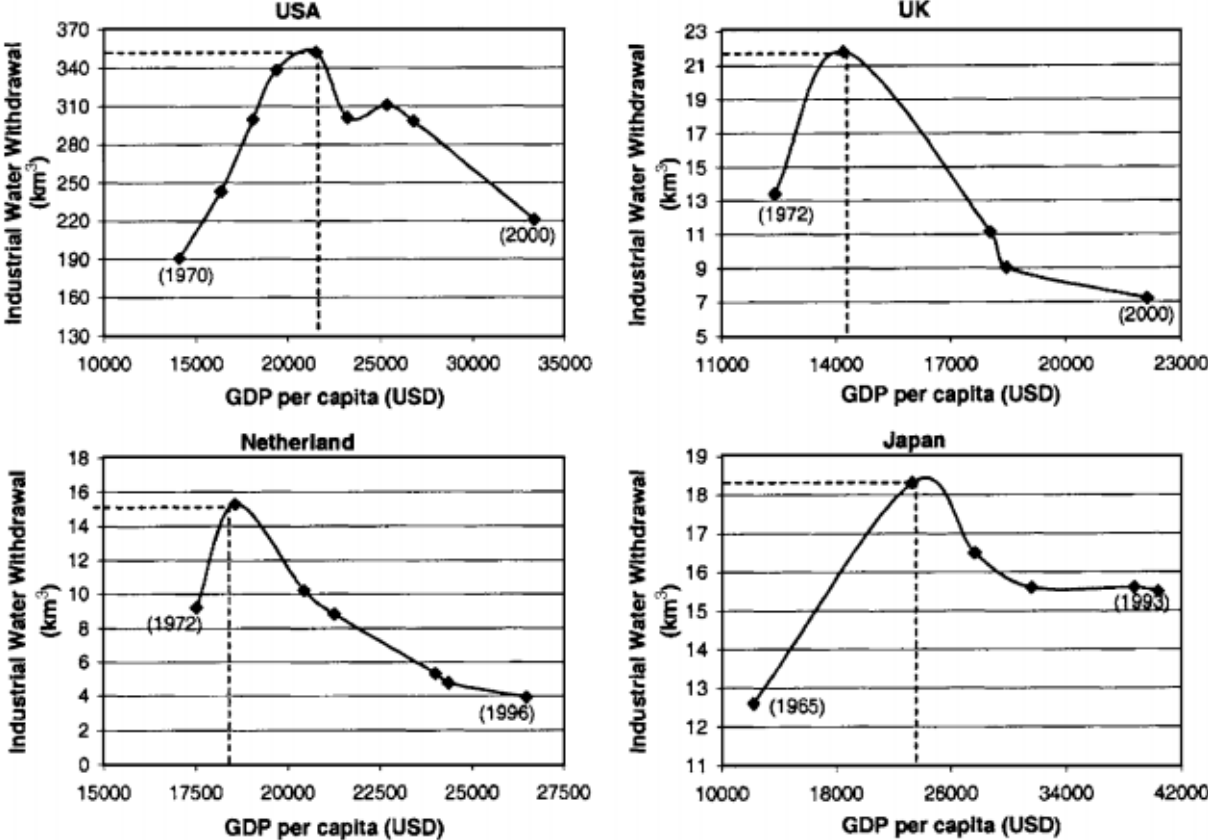 USA
Industrial Water Withdrawal
(km³)
370
340
310
280
250
220
190
160
130
(1970)
(2000)
10000 15000 20000 25000 30000 35000
GDP per capita (USD)
UK
Industrial Water Withdrawal
(km³)
23
21
19
17
15
13
11
9
7
5
(1972)
(2000)
11000 14000 17000 20000 23000
GDP per capita (USD)
Netherland
Industrial Water Withdrawal
(km³)
18
16
14
12
10
8
6
4
2
0
(1972)
(1996)
15000 17500 20000 22500 25000 27500
GDP per capita (USD)
Japan
Industrial Water Withdrawal
(km³)
19
18
17
16
15
14
13
12
11
(1993)
(1965)
10000 18000 26000 34000 42000
GDP per capita (USD)